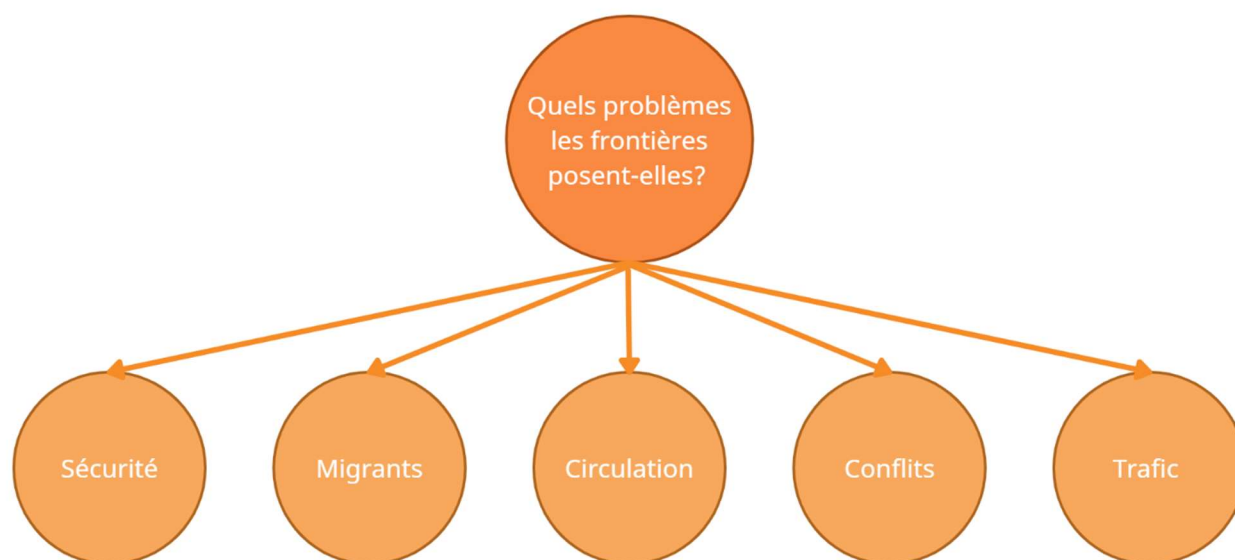 Quels problèmes
les frontières
posent-elles?
Sécurité
Migrants
Circulation
Conflits
Trafic